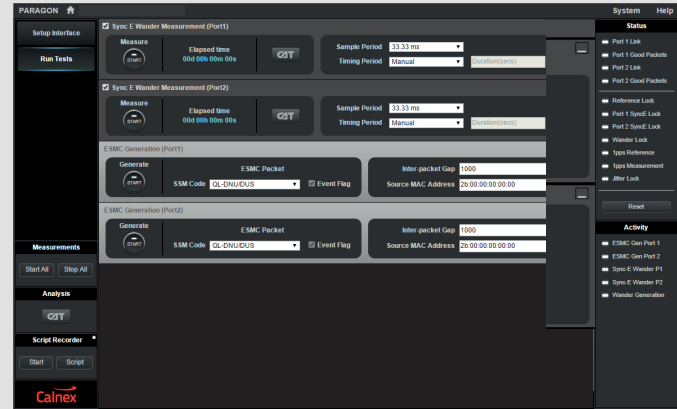 PARAGON
System Help
Setup Interface
Run Tests
Sync E Wander Measurement (Port1)
Measure
START
Elapsed time
00d 00h 00m 00s
CAT
Sample Period 33.33 ms
Timing Period Manual Duration(secs)
Sync E Wander Measurement (Port2)
Measure
START
Elapsed time
00d 00h 00m 00s
CAT
Sample Period 33.33 ms
Timing Period Manual Duration(secs)
ESMC Generation (Port1)
Generate
START
ESMC Packet
SSM Code QL-DNU/DUS Event Flag
Inter-packet Gap 1000
Source MAC Address 2b:00:00:00:00:00
ESMC Generation (Port2)
Generate
START
ESMC Packet
SSM Code QL-DNU/DUS Event Flag
Inter-packet Gap 1000
Source MAC Address 2b:00:00:00:00:00
Measurements
Start All Stop All
Analysis
CAT
Script Recorder
Start Script
Calnex
Status
Port 1 Link
Port 1 Good Packets
Port 2 Link
Port 2 Good Packets
Reference Lock
Port 1 SyncE Lock
Port 2 SyncE Lock
Wander Lock
1pps Reference
1pps Measurement
Jitter Lock
Reset
Activity
ESMC Gen Port 1
ESMC Gen Port 2
Sync-E Wander P1
Sync-E Wander P2
Wander Generation